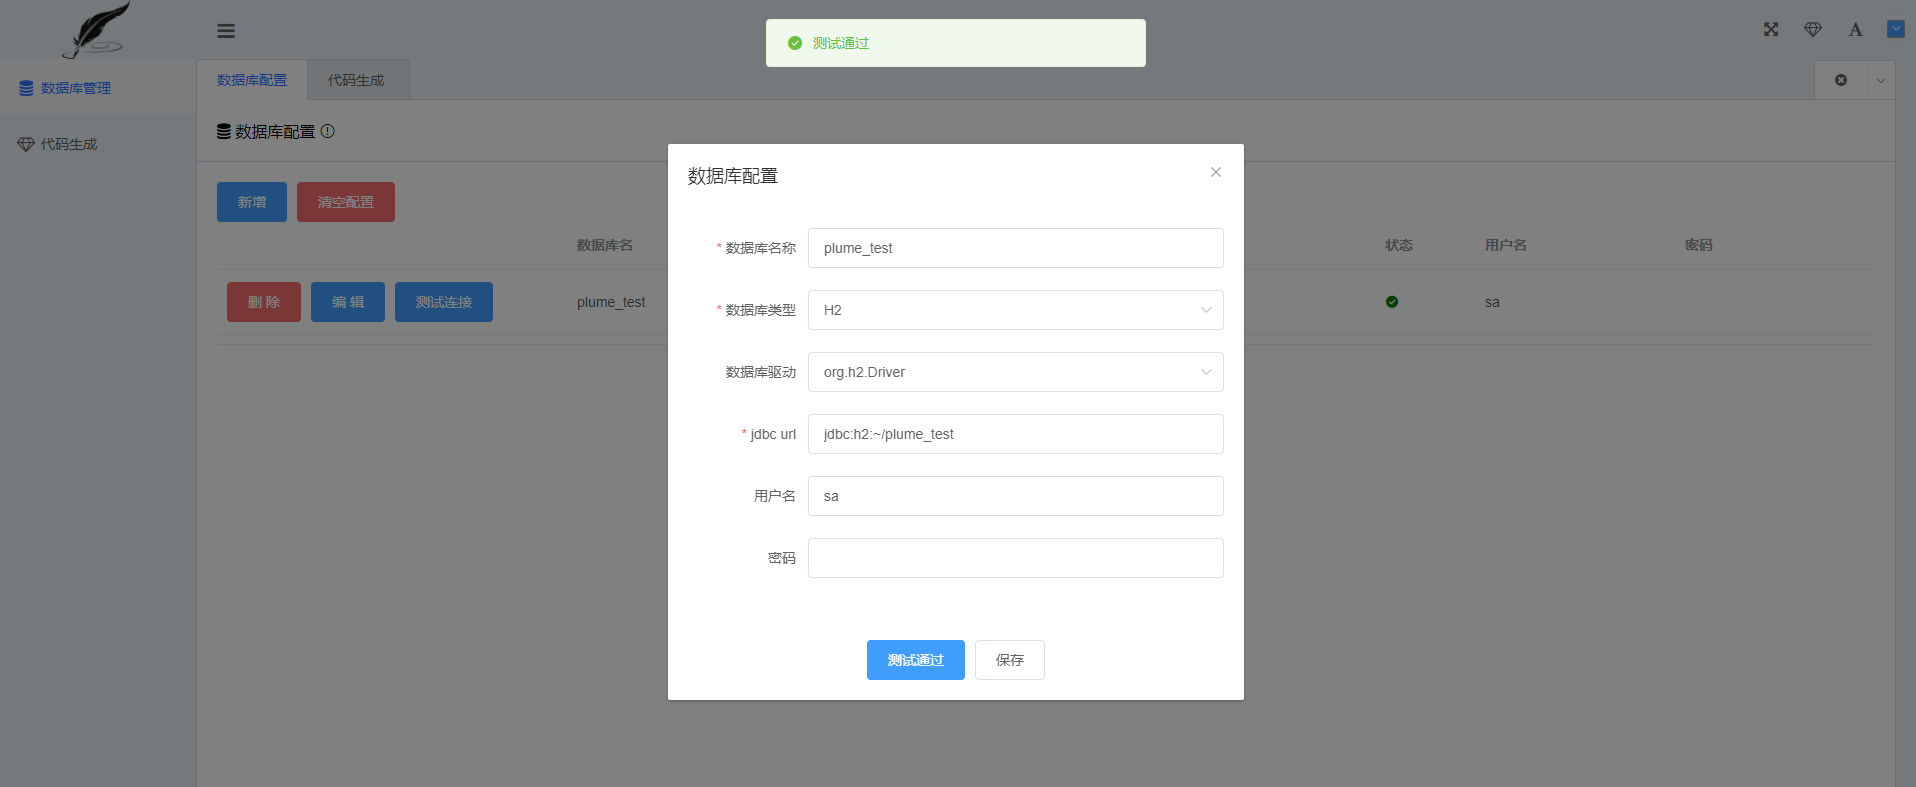 测试通过
数据库管理
代码生成
数据库配置
代码生成
数据库配置
新增
清空配置
数据库名
状态
用户名
密码
删 除
编 辑
测试连接
plume_test
sa
数据库配置
* 数据库名称
plume_test
* 数据库类型
H2
数据库驱动
org.h2.Driver
* jdbc url
jdbc:h2:~/plume_test
用户名
sa
密码
测试通过
保存